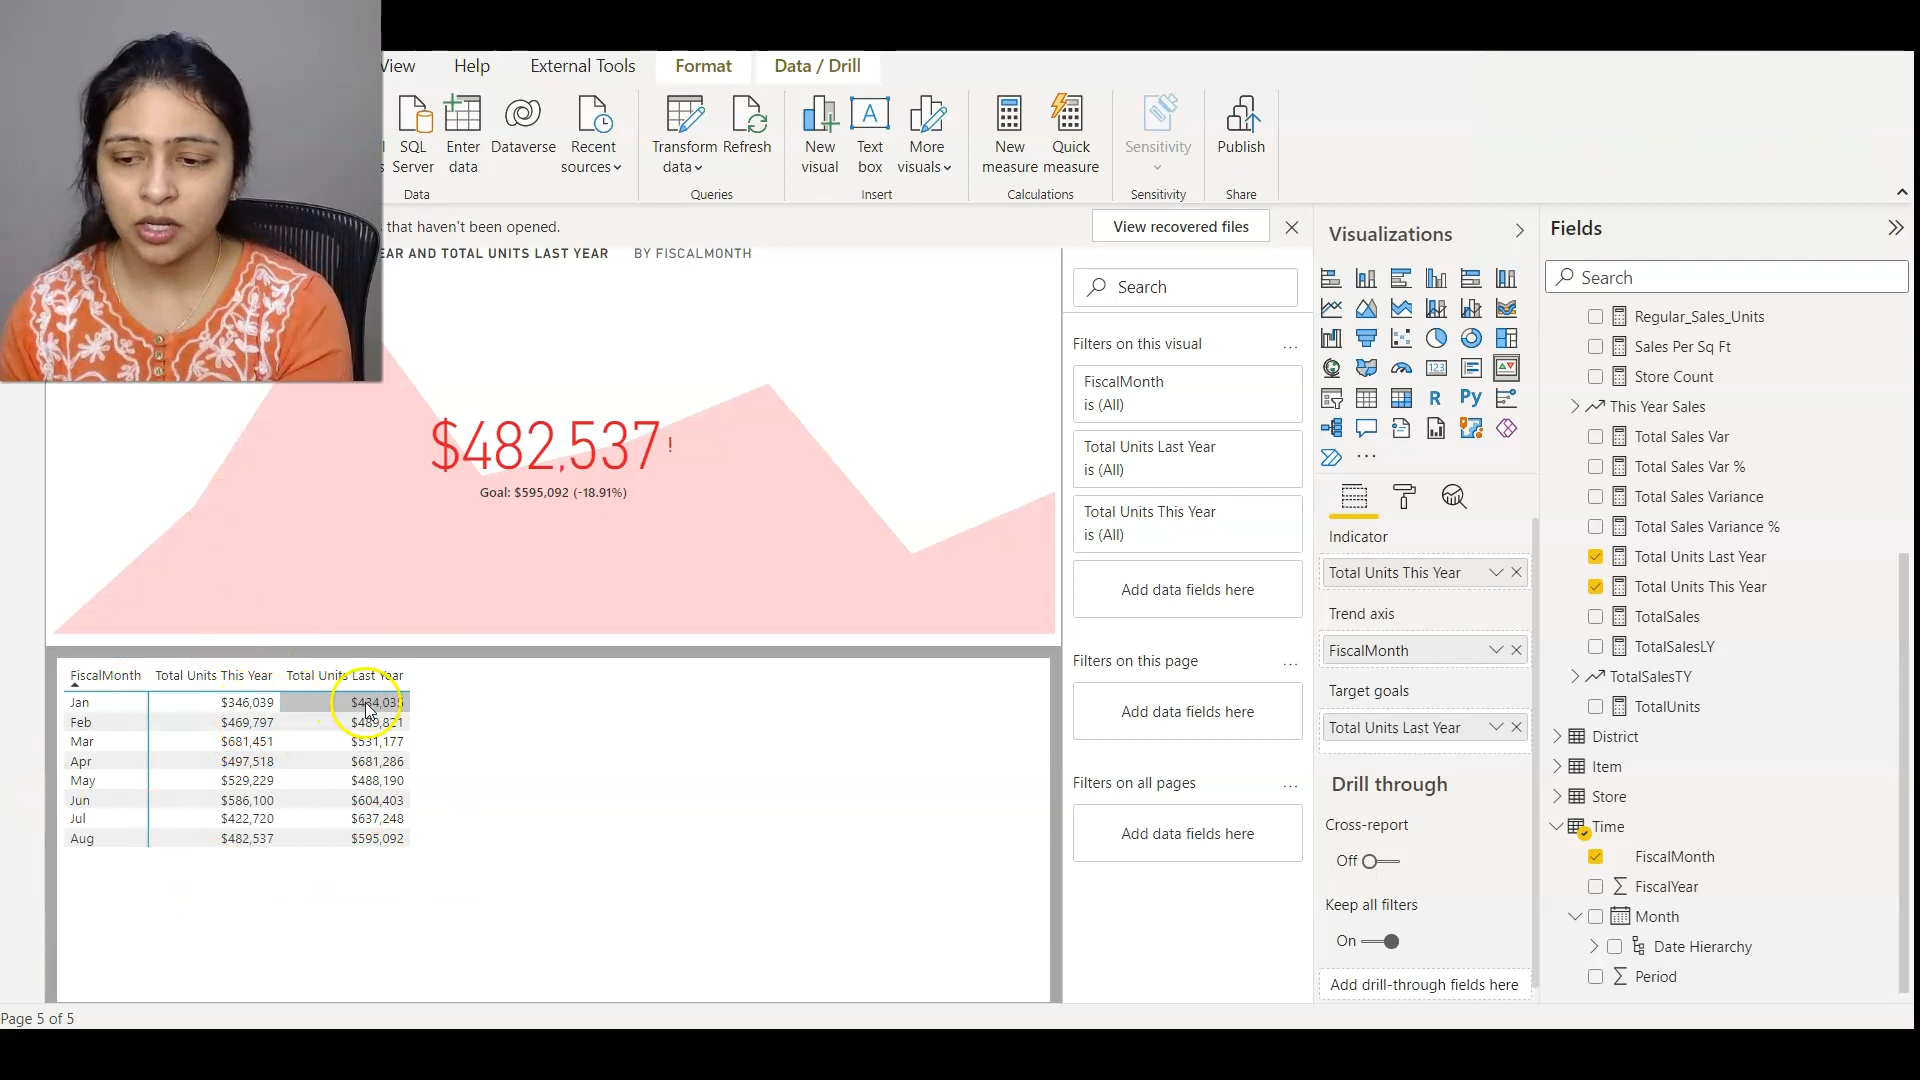 View
Help
External Tools
Format
Data / Drill
SQL
Server
Enter
data
Dataverse
Recent
sources
Data
Transform
data
Refresh
Queries
New
visual
Text
box
More
visuals
Insert
New
measure
Quick
measure
Calculations
Sensitivity
Sensitivity
Publish
Share
that haven't been opened.
View recovered files
YEAR AND TOTAL UNITS LAST YEAR BY FISCALMONTH
$482,537!
Goal: $595,092 (-18.91%)
FiscalMonth Total Units This Year Total Units Last Year
Jan $346,039 $434,035
Feb $469,797 $489,821
Mar $681,451 $531,177
Apr $497,518 $681,286
May $529,229 $488,190
Jun $586,100 $604,403
Jul $422,720 $637,248
Aug $482,537 $595,092
Page 5 of 5
Search
Filters on this visual ...
FiscalMonth
is (All)
Total Units Last Year
is (All)
Total Units This Year
is (All)
Add data fields here
Filters on this page ...
Add data fields here
Filters on all pages ...
Add data fields here
Visualizations
123
R
Py
...
Indicator
Total Units This Year
Trend axis
FiscalMonth
Target goals
Total Units Last Year
Drill through
Cross-report
Off
Keep all filters
On
Add drill-through fields here
Fields
Search
Regular_Sales_Units
Sales Per Sq Ft
Store Count
This Year Sales
Total Sales Var
Total Sales Var %
Total Sales Variance
Total Sales Variance %
Total Units Last Year
Total Units This Year
TotalSales
TotalSalesLY
TotalSalesTY
TotalUnits
District
Item
Store
Time
FiscalMonth
FiscalYear
Month
Date Hierarchy
Period